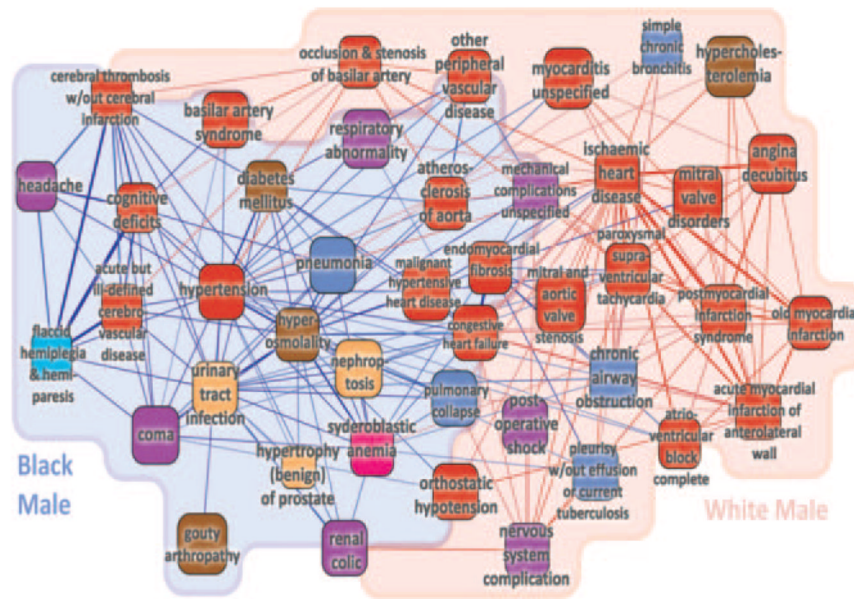 cerebral thrombosis
w/out cerebral
infarction
occlusion & stenosis
of basilar artery
other
peripheral
vascular
disease
myocarditis
unspecified
simple
chronic
bronchitis
hypercholes-
terolemia
basilar artery
syndrome
respiratory
abnormality
headache
cognitive
deficits
diabetes
mellitus
atheros-
clerosis
of aorta
mechanical
complications
unspecified
ischaemic
heart
disease
mitral
valve
disorders
angina
decubitus
acute but
ill-defined
cerebro-
vascular
disease
hypertension
pneumonia
malignant
hypertensive
heart disease
endomyocardial
fibrosis
mitral and
aortic
valve
stenosis
paroxysmal
supra-
ventricular
tachycardia
postmyocardial
infarction
syndrome
old myocardial
infarction
flaccid
hemiplegia
& hemi-
paresis
hyper-
osmolality
congestive
heart failure
urinary
tract
infection
nephrop-
tosis
pulmonary
collapse
chronic
airway
obstruction
post-
operative
shock
acute myocardial
infarction of
anterolateral
wall
coma
syderoblastic
anemia
hypertrophy
(benign)
of prostate
orthostatic
hypotension
pleurisy
w/out effusion
or current
tuberculosis
atrio-
ventricular
block
complete
Black
Male
White Male
gouty
arthropathy
renal
colic
nervous
system
complication